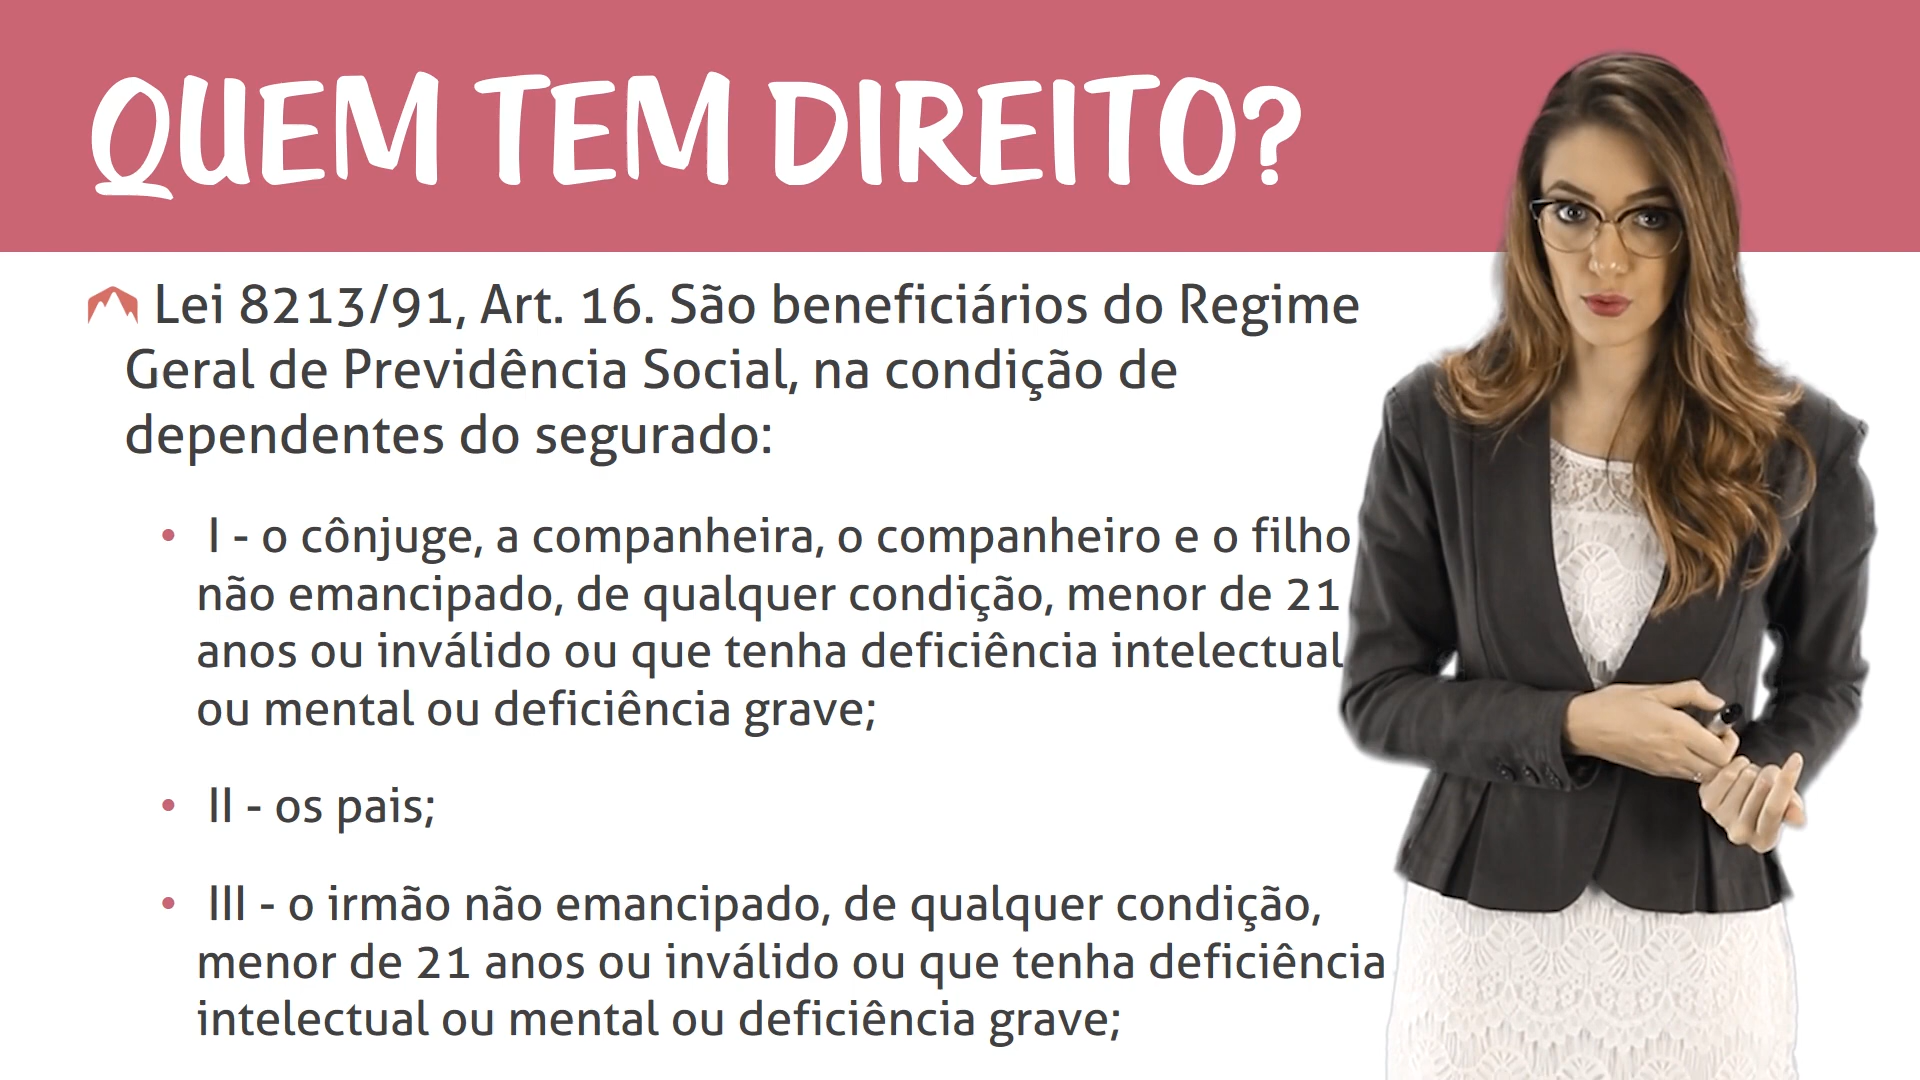 QUEM TEM DIREITO?
Lei 8213/91, Art. 16. São beneficiários do Regime
Geral de Previdência Social, na condição de
dependentes do segurado:
• I - o cônjuge, a companheira, o companheiro e o filho
não emancipado, de qualquer condição, menor de 21
anos ou inválido ou que tenha deficiência intelectual
ou mental ou deficiência grave;
• II - os pais;
• III - o irmão não emancipado, de qualquer condição,
menor de 21 anos ou inválido ou que tenha deficiência
intelectual ou mental ou deficiência grave;